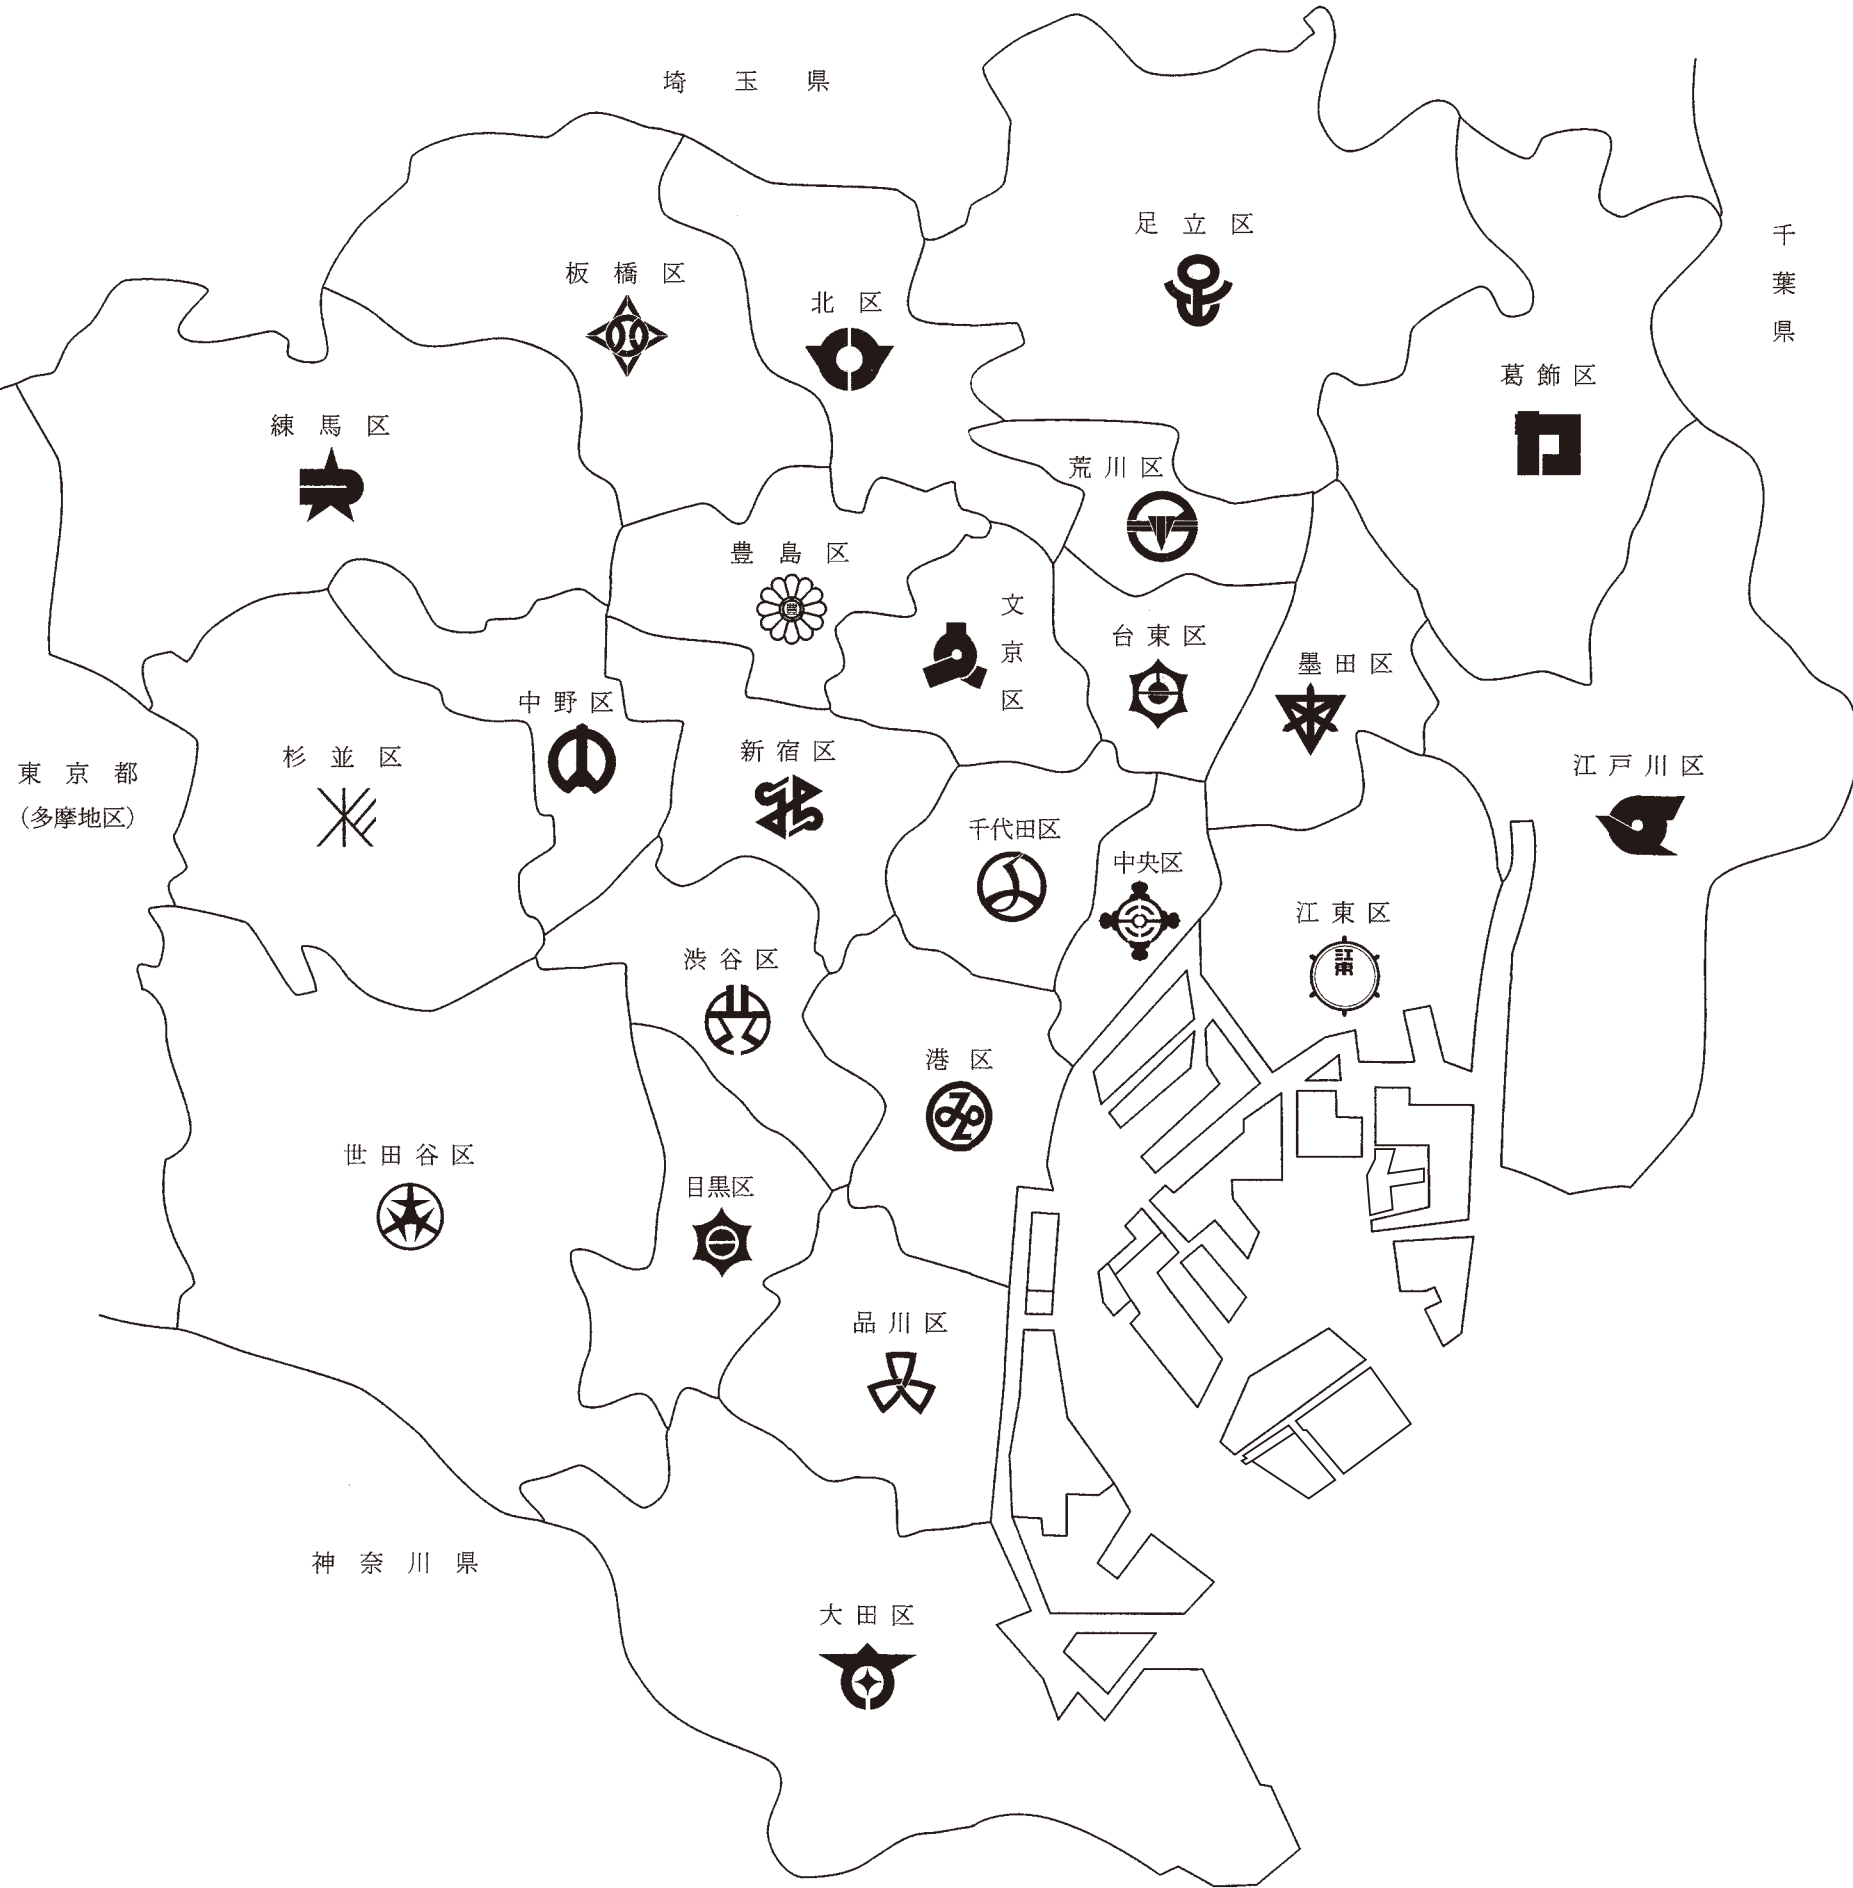 埼玉県
足立区
千葉県
板橋区
北区
葛飾区
練馬区
荒川区
豊島区
豊
文京区
台東区
墨田区
中野区
新宿区
杉並区
江戸川区
東京都
（多摩地区）
千代田区
中央区
江東区
江東
渋谷区
港区
世田谷区
目黒区
品川区
神奈川県
大田区